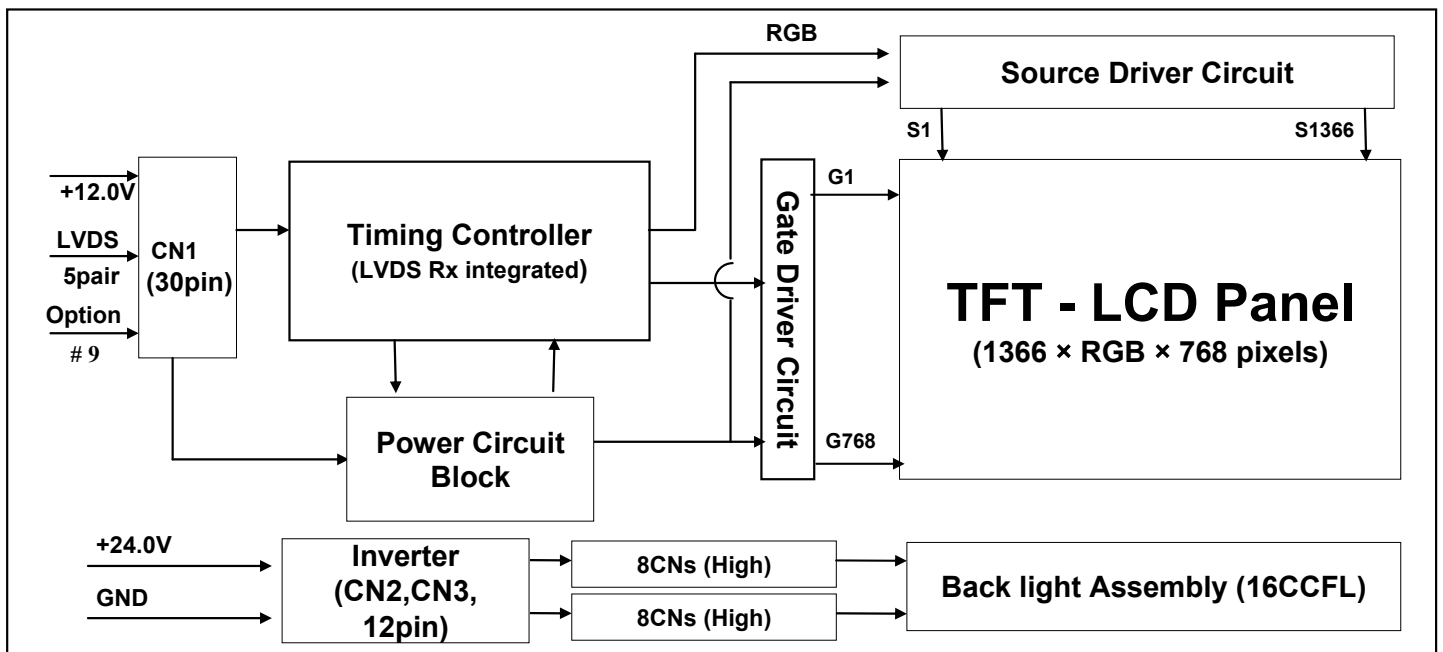 RGB
Source Driver Circuit
S1
S1366
+12.0V
LVDS
5pair
Option
# 9
CN1
(30pin)
Timing Controller
(LVDS Rx integrated)
Power Circuit
Block
Gate Driver Circuit
G1
G768
TFT - LCD Panel
(1366 × RGB × 768 pixels)
+24.0V
GND
Inverter
(CN2,CN3,
12pin)
8CNs (High)
8CNs (High)
Back light Assembly (16CCFL)